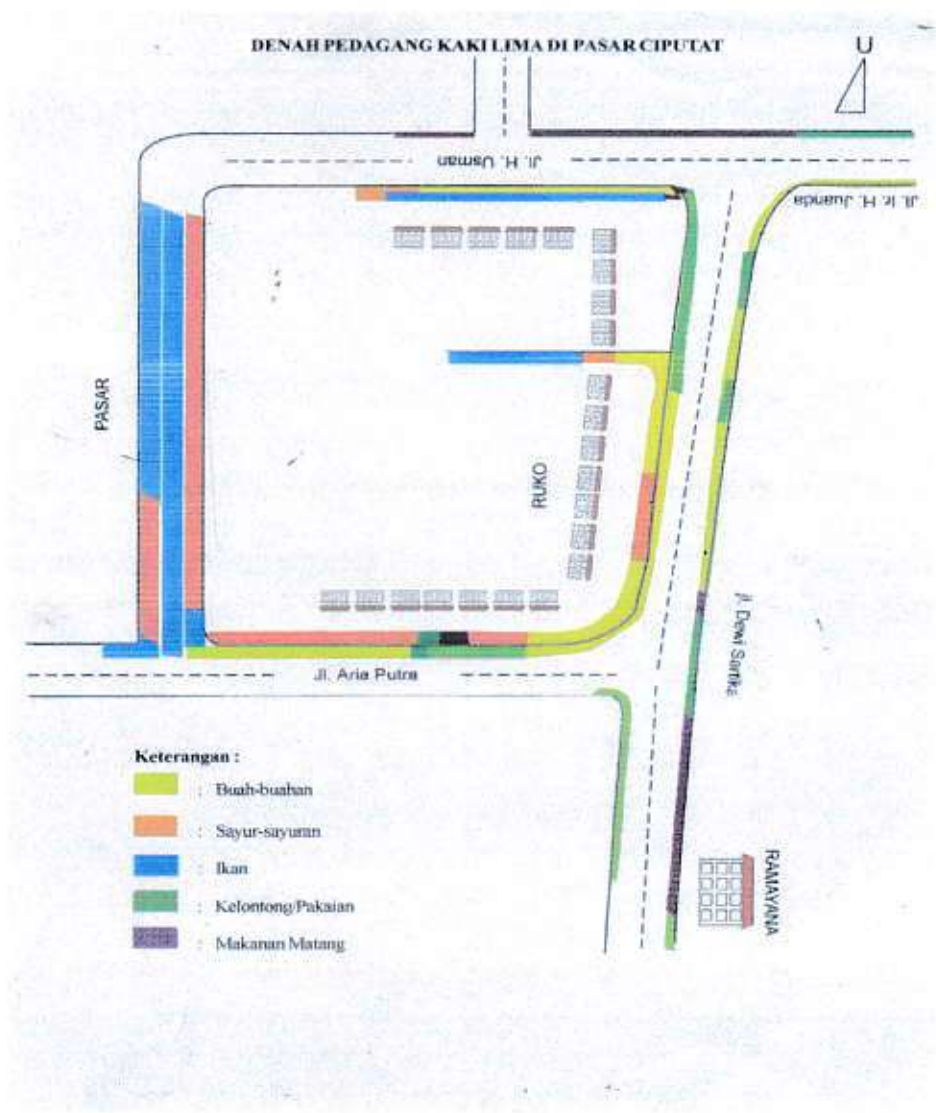 DENAH PEDAGANG KAKI LIMA DI PASAR CIPUTAT
U
Jl. H. Usman
Jl. Ir. H. Juanda
PASAR
RUKO
jl. Dewi Sartika
Jl. Aria Putra
Keterangan :
: Buah-buahan
: Sayur-sayuran
: Ikan
: Kelontong/Pakaian
: Makanan Matang
RAMAYANA